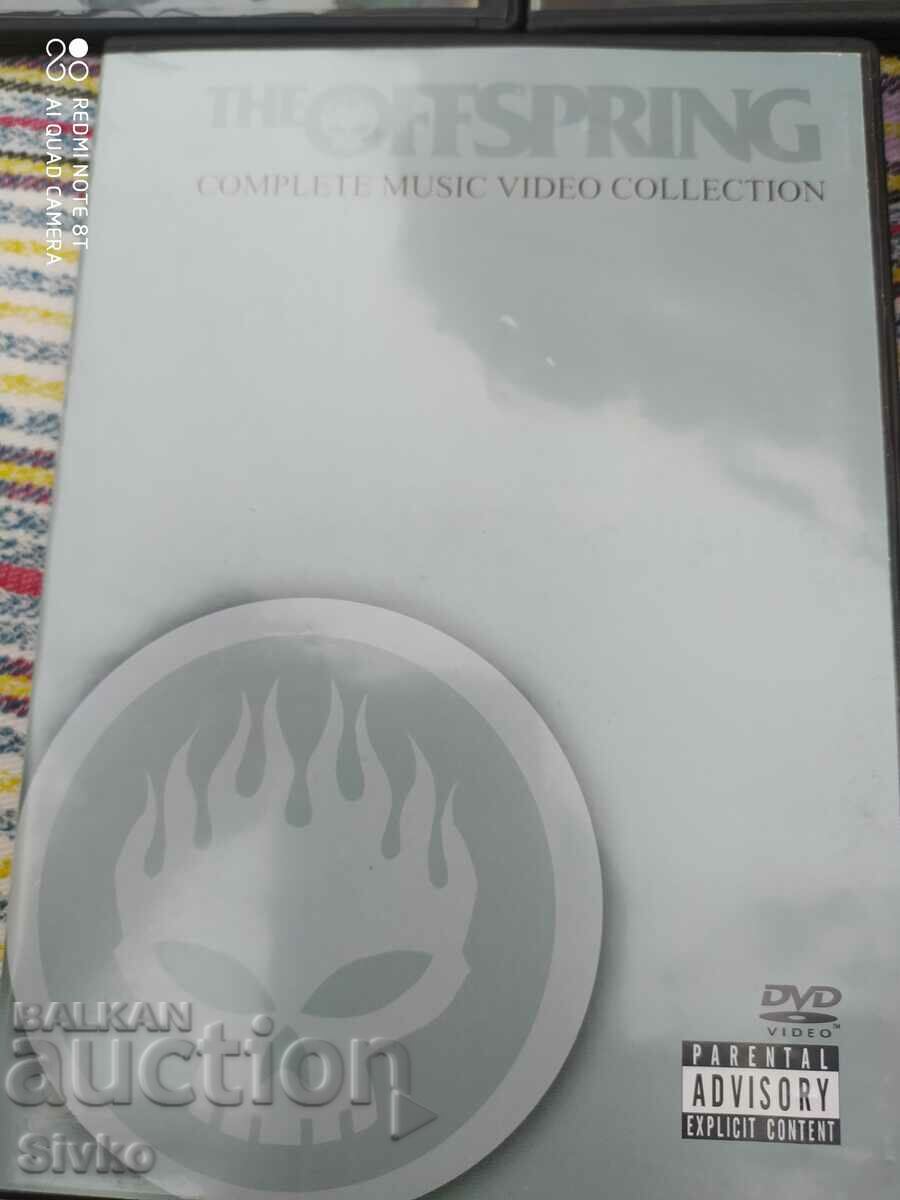 THE OFFSPRING
COMPLETE MUSIC VIDEO COLLECTION
REDMI NOTE 8T
AI QUAD CAMERA
DVD
VIDEO™
PARENTAL
ADVISORY
EXPLICIT CONTENT
BALKAN
auction
Sivko